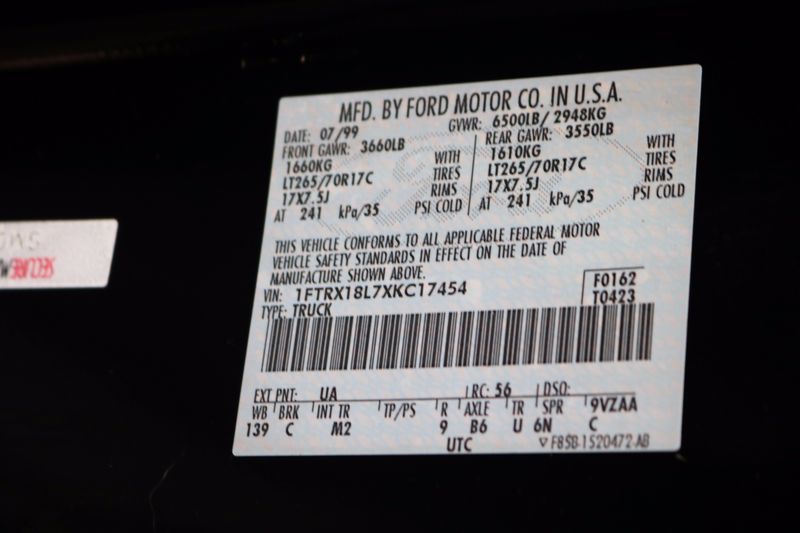 MFD. BY FORD MOTOR CO. IN U.S.A.
DATE: 07/99 GVWR: 6500LB/ 2948KG
FRONT GAWR: 3660LB REAR GAWR: 3550LB
1660KG WITH 1610KG WITH
LT265/70R17C TIRES LT265/70R17C TIRES
17X7.5J RIMS 17X7.5J RIMS
AT 241 kPa/35 PSI COLD AT 241 kPa/35 PSI COLD
THIS VEHICLE CONFORMS TO ALL APPLICABLE FEDERAL MOTOR
VEHICLE SAFETY STANDARDS IN EFFECT ON THE DATE OF
MANUFACTURE SHOWN ABOVE.
VIN: 1FTRX18L7XKC17454 F0162
TYPE: TRUCK T0423
EXT PNT: UA RC: 56 DSO:
WB BRK INT TR TP/PS R AXLE TR SPR 9VZAA
139 C M2 9 B6 U 6N C
UTC F85B-1520472-AB